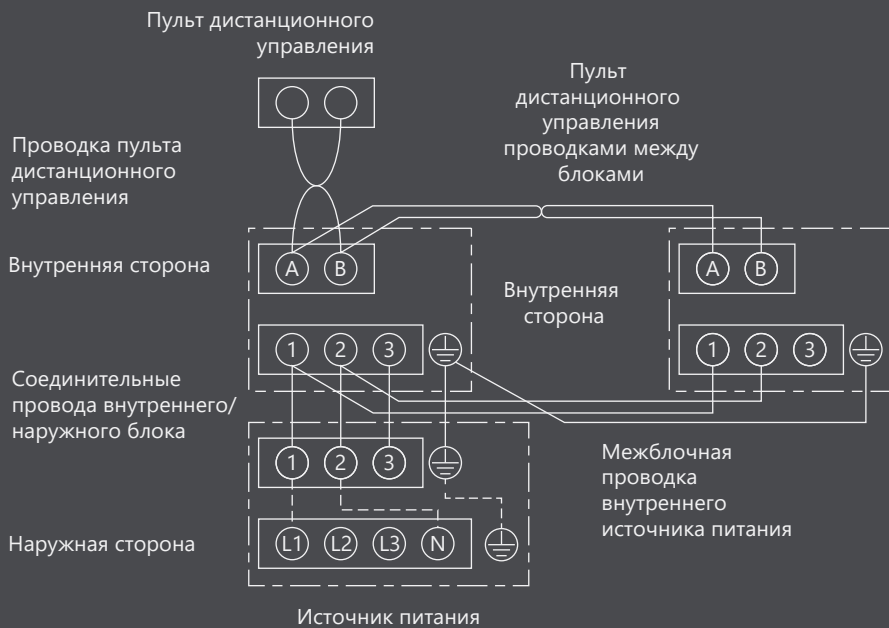 Пульт дистанционного
управления
Пульт
дистанционного
управления
проводками между
блоками
Проводка пульта
дистанционного
управления
Внутренняя сторона
A B
A B
Внутренняя
сторона
1 2 3
1 2 3
Соединительные
провода внутреннего/
наружного блока
1 2 3
Межблочная
проводка
внутреннего
источника питания
Наружная сторона
L1 L2 L3 N
Источник питания